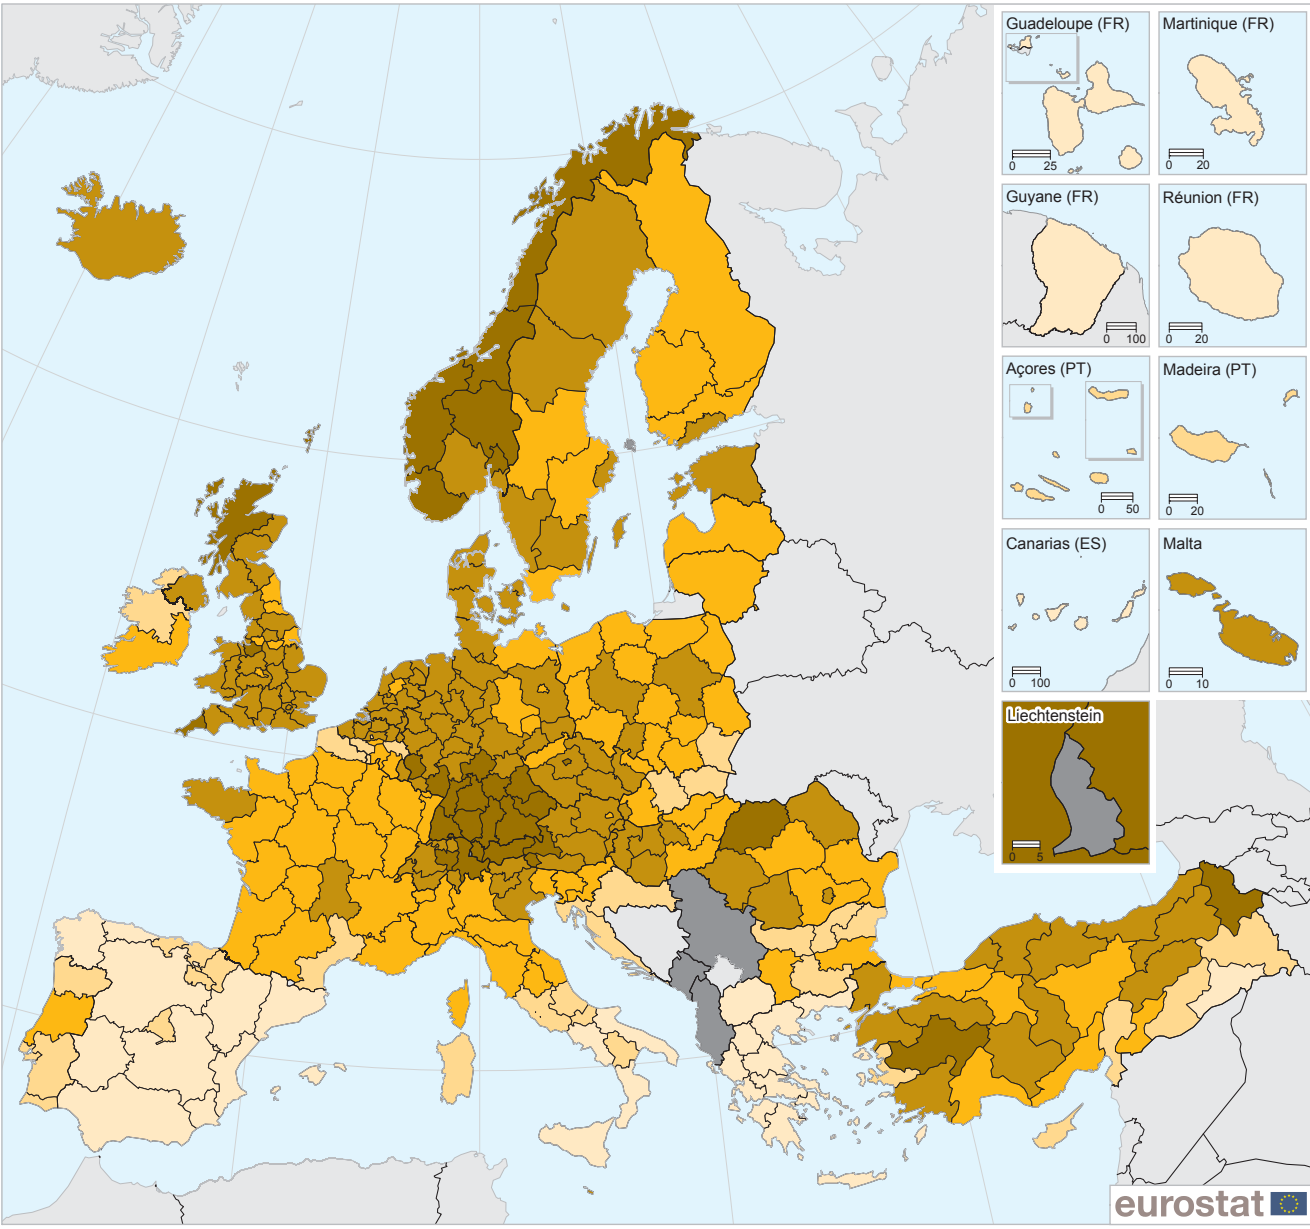 Guadeloupe (FR)
0 25
Martinique (FR)
0 20
Guyane (FR)
0 100
Réunion (FR)
0 20
Açores (PT)
0 50
Madeira (PT)
0 20
Canarias (ES)
0 100
Malta
0 10
Liechtenstein
0 5
eurostat